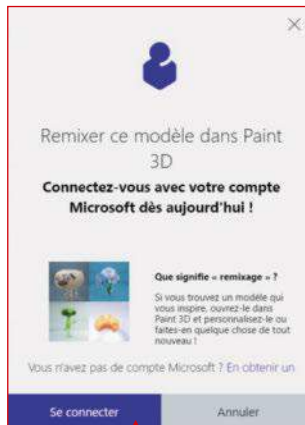 Remixer ce modèle dans Paint
3D
Connectez-vous avec votre compte
Microsoft dès aujourd'hui !
Que signifie « remixage » ?
Si vous trouvez un modèle qui
vous inspire, ouvrez-le dans
Paint 3D et personnalisez-le ou
faites-en quelque chose de tout
nouveau !
Vous n'avez pas de compte Microsoft ? En obtenir un
Se connecter
Annuler